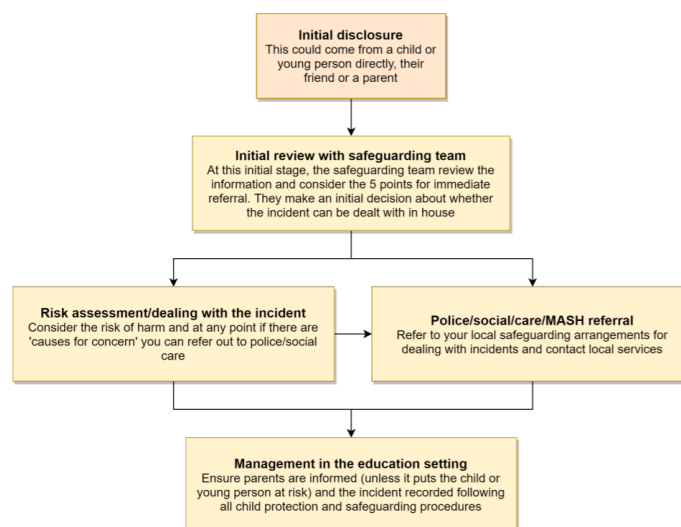 Initial disclosure
This could come from a child or
young person directly, their
friend or a parent
Initial review with safeguarding team
At this initial stage, the safeguarding team review the
information and consider the 5 points for immediate
referral. They make an initial decision about whether
the incident can be dealt with in house
Risk assessment/dealing with the incident
Consider the risk of harm and at any point if there are
'causes for concern' you can refer out to police/social
care
Police/social/care/MASH referral
Refer to your local safeguarding arrangements for
dealing with incidents and contact local services
Management in the education setting
Ensure parents are informed (unless it puts the child or
young person at risk) and the incident recorded following
all child protection and safeguarding procedures